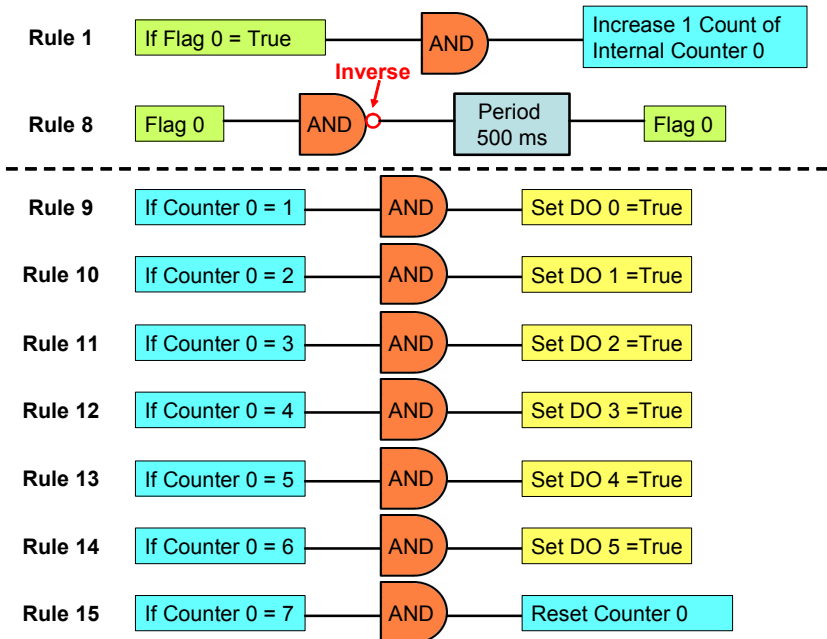 Rule 1
If Flag 0 = True
AND
Increase 1 Count of
Internal Counter 0
Inverse
Rule 8
Flag 0
AND
Period
500 ms
Flag 0
Rule 9
If Counter 0 = 1
AND
Set DO 0 =True
Rule 10
If Counter 0 = 2
AND
Set DO 1 =True
Rule 11
If Counter 0 = 3
AND
Set DO 2 =True
Rule 12
If Counter 0 = 4
AND
Set DO 3 =True
Rule 13
If Counter 0 = 5
AND
Set DO 4 =True
Rule 14
If Counter 0 = 6
AND
Set DO 5 =True
Rule 15
If Counter 0 = 7
AND
Reset Counter 0